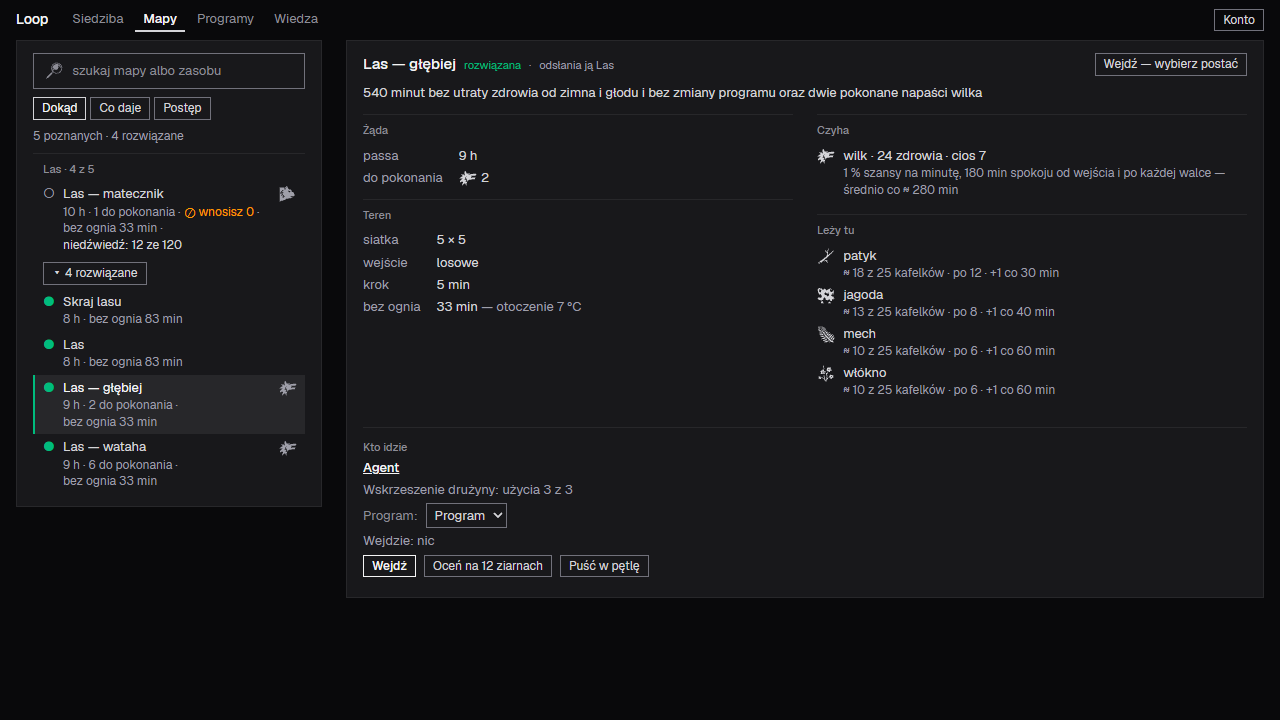 Loop Siedziba Mapy Programy Wiedza Konto
szukaj mapy albo zasobu
Dokąd Co daje Postęp
5 poznanych · 4 rozwiązane
Las · 4 z 5
Las — matecznik
10 h · 1 do pokonania · wnosisz 0 ·
bez ognia 33 min ·
niedźwiedź: 12 ze 120
4 rozwiązane
Skraj lasu
8 h · bez ognia 83 min
Las
8 h · bez ognia 83 min
Las — głębiej
9 h · 2 do pokonania ·
bez ognia 33 min
Las — wataha
9 h · 6 do pokonania ·
bez ognia 33 min
Las — głębiej rozwiązana · odsłania ją Las Wejdź — wybierz postać
540 minut bez utraty zdrowia od zimna i głodu i bez zmiany programu oraz dwie pokonane napaści wilka
Żąda
passa 9 h
do pokonania 2
Teren
siatka 5 × 5
wejście losowe
krok 5 min
bez ognia 33 min — otoczenie 7 °C
Czyha
wilk · 24 zdrowia · cios 7
1 % szansy na minutę, 180 min spokoju od wejścia i po każdej walce —
średnio co ≈ 280 min
Leży tu
patyk
≈ 18 z 25 kafelków · po 12 · +1 co 30 min
jagoda
≈ 13 z 25 kafelków · po 8 · +1 co 40 min
mech
≈ 10 z 25 kafelków · po 6 · +1 co 60 min
włókno
≈ 10 z 25 kafelków · po 6 · +1 co 60 min
Kto idzie
Agent
Wskrzeszenie drużyny: użycia 3 z 3
Program: Program
Wejdzie: nic
Wejdź Oceń na 12 ziarnach Puść w pętlę